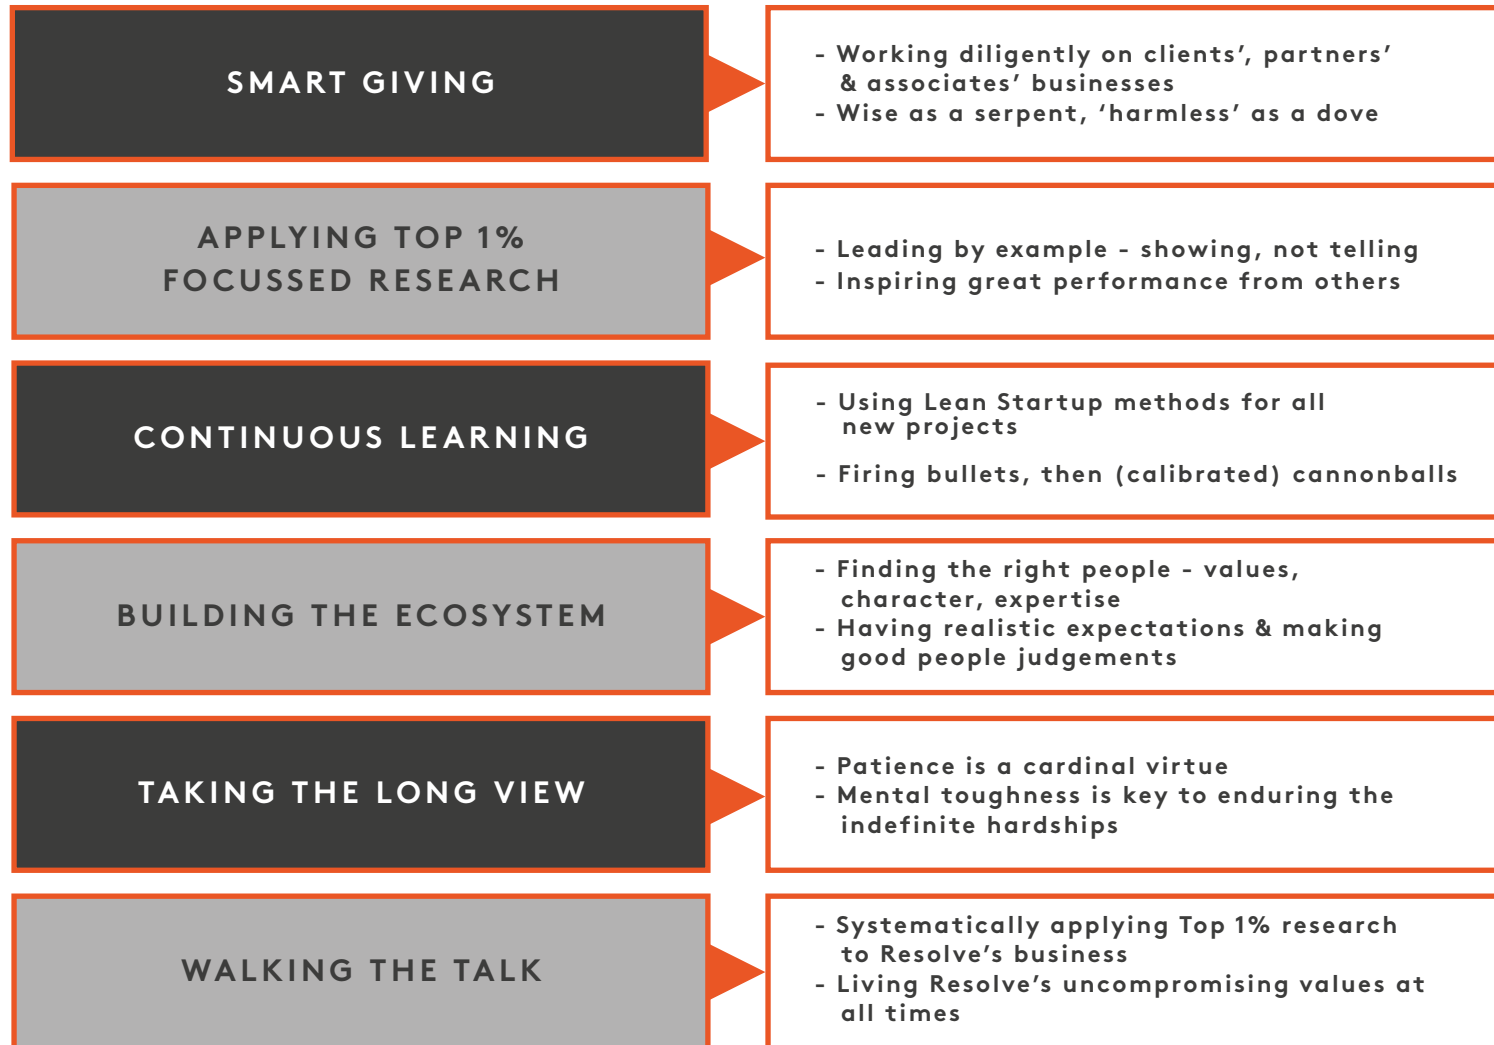 SMART GIVING
- Working diligently on clients’, partners’
& associates’ businesses
- Wise as a serpent, ‘harmless’ as a dove
APPLYING TOP 1%
FOCUSSED RESEARCH
- Leading by example - showing, not telling
- Inspiring great performance from others
CONTINUOUS LEARNING
- Using Lean Startup methods for all
new projects
- Firing bullets, then (calibrated) cannonballs
BUILDING THE ECOSYSTEM
- Finding the right people - values,
character, expertise
- Having realistic expectations & making
good people judgements
TAKING THE LONG VIEW
- Patience is a cardinal virtue
- Mental toughness is key to enduring the
indefinite hardships
WALKING THE TALK
- Systematically applying Top 1% research
to Resolve’s business
- Living Resolve’s uncompromising values at
all times